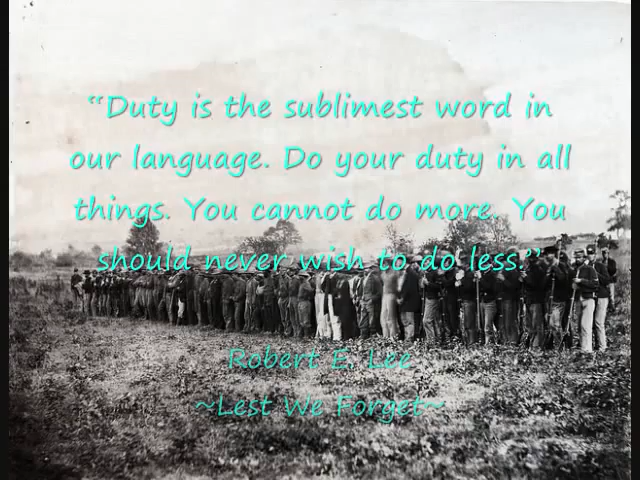 “Duty is the sublimest word in
our language. Do your duty in all
things. You cannot do more. You
should never wish to do less.”
Robert E. Lee
~Lest We Forget~